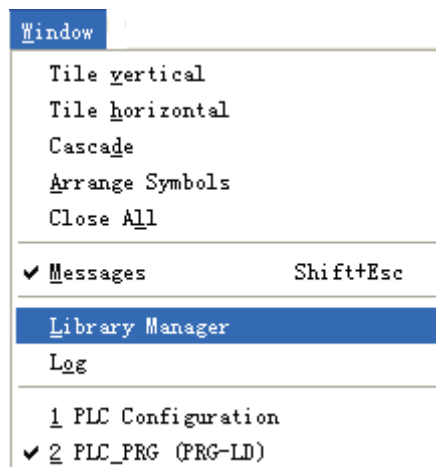 Window
Tile vertical
Tile horizontal
Cascade
Arrange Symbols
Close All
✔ Messages Shift+Esc
Library Manager
Log
1 PLC Configuration
✔ 2 PLC_PRG (PRG-LD)